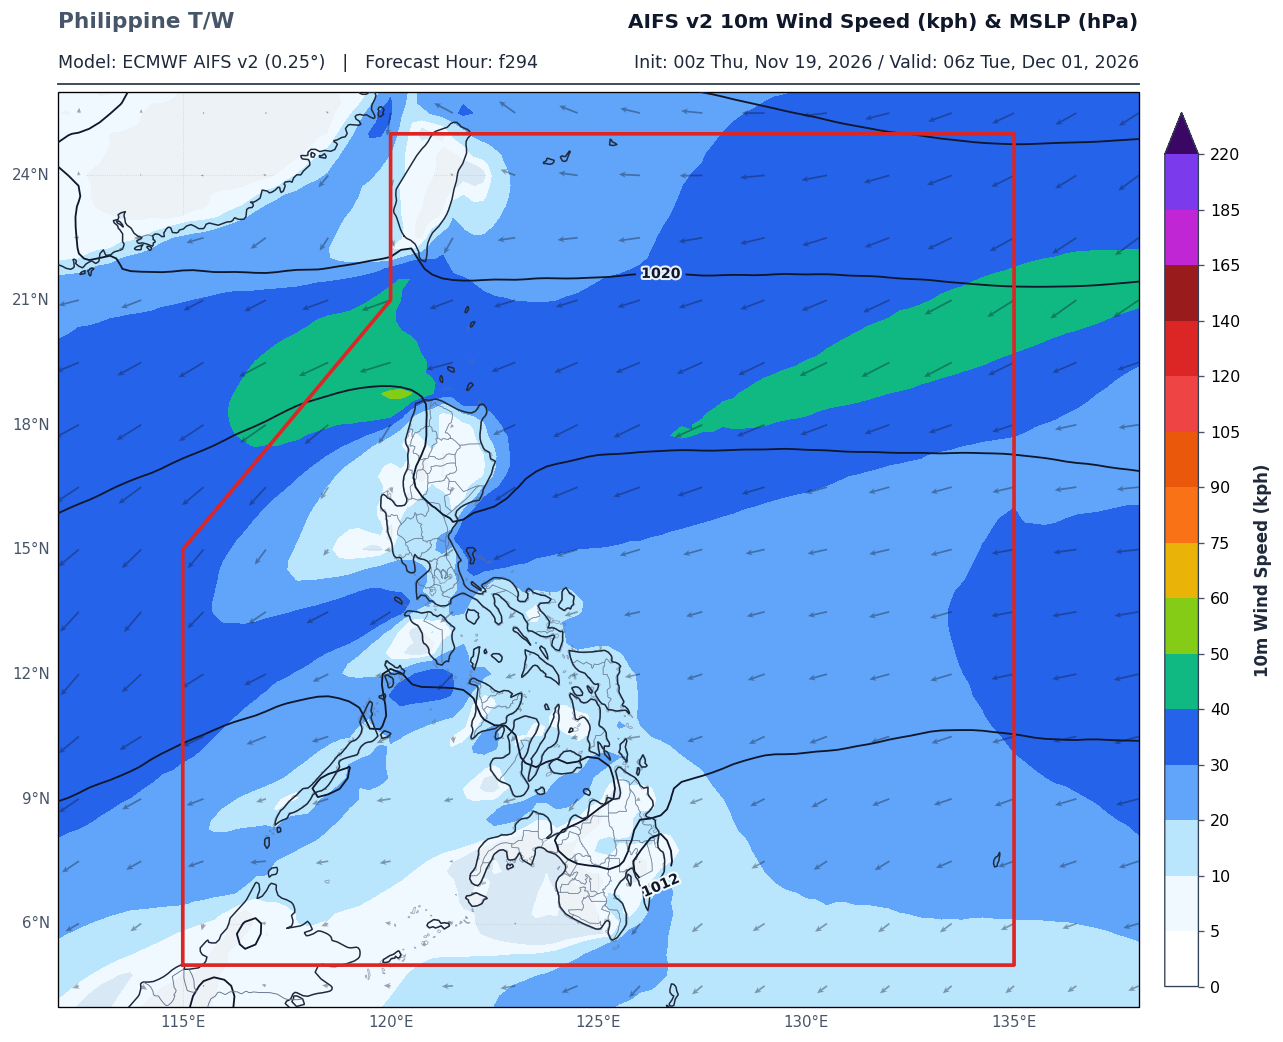 Philippine T/W
AIFS v2 10m Wind Speed (kph) & MSLP (hPa)
Model: ECMWF AIFS v2 (0.25°)   |   Forecast Hour: f294
Init: 00z Thu, Nov 19, 2026 / Valid: 06z Tue, Dec 01, 2026
24°N
21°N
18°N
15°N
12°N
9°N
6°N
1020
1012
115°E
120°E
125°E
130°E
135°E
220
185
165
140
120
105
90
75
60
50
40
30
20
10
5
0
10m Wind Speed (kph)